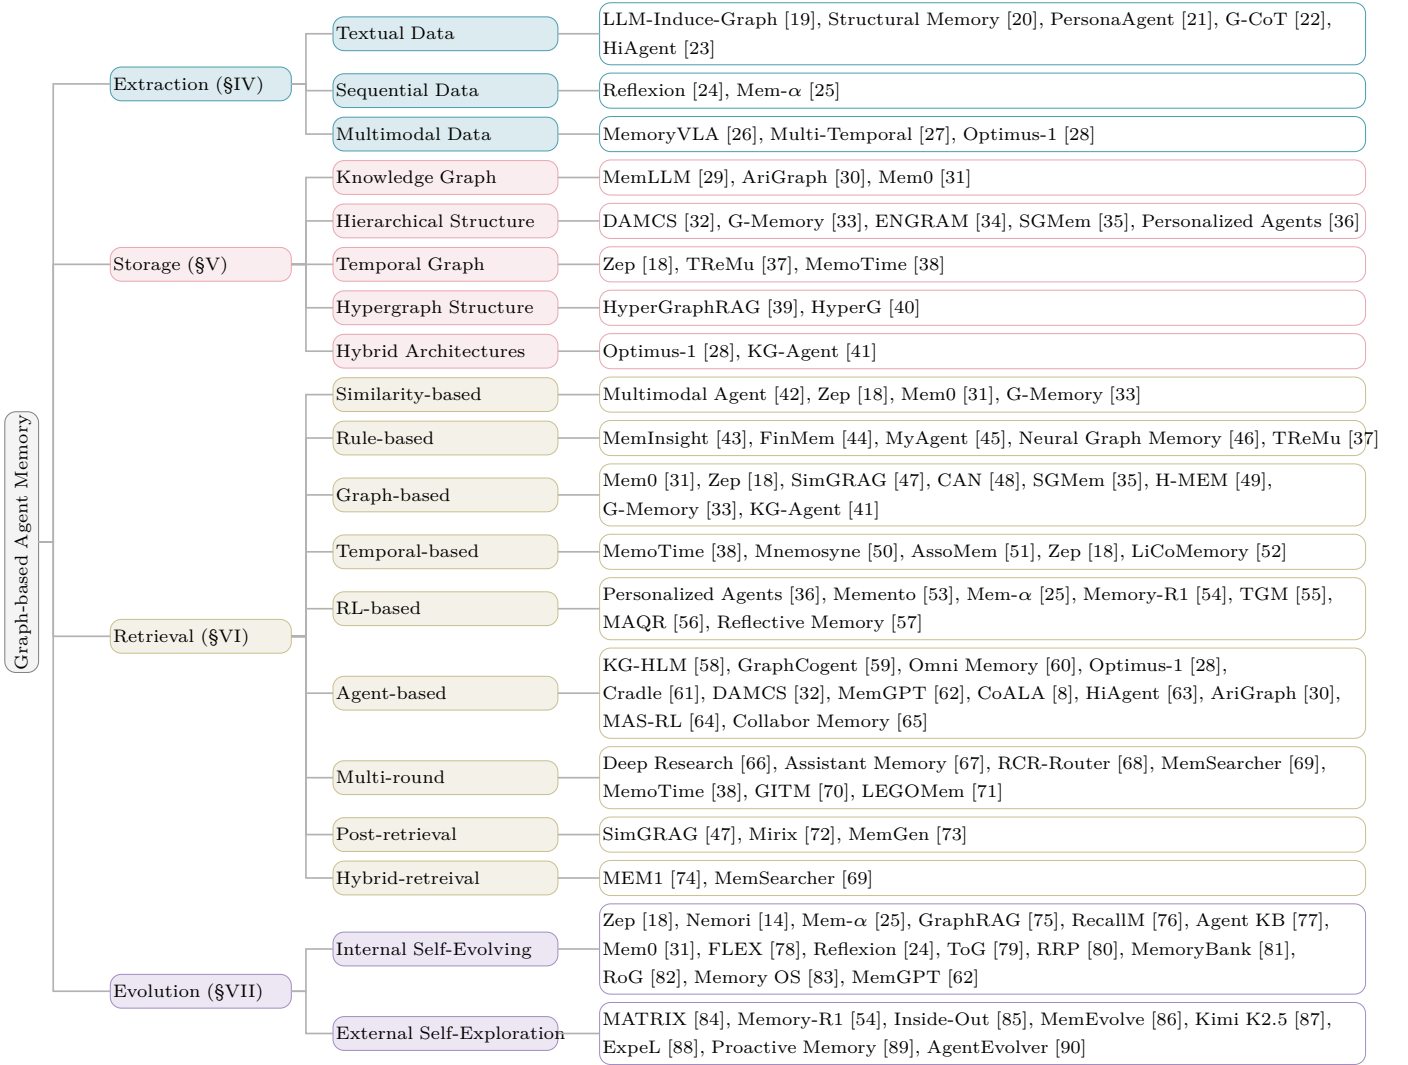 Graph-based Agent Memory
Extraction (§IV)
Textual Data
LLM-Induce-Graph [19], Structural Memory [20], PersonaAgent [21], G-CoT [22],
HiAgent [23]
Sequential Data
Reflexion [24], Mem-α [25]
Multimodal Data
MemoryVLA [26], Multi-Temporal [27], Optimus-1 [28]
Storage (§V)
Knowledge Graph
MemLLM [29], AriGraph [30], Mem0 [31]
Hierarchical Structure
DAMCS [32], G-Memory [33], ENGRAM [34], SGMem [35], Personalized Agents [36]
Temporal Graph
Zep [18], TReMu [37], MemoTime [38]
Hypergraph Structure
HyperGraphRAG [39], HyperG [40]
Hybrid Architectures
Optimus-1 [28], KG-Agent [41]
Retrieval (§VI)
Similarity-based
Multimodal Agent [42], Zep [18], Mem0 [31], G-Memory [33]
Rule-based
MemInsight [43], FinMem [44], MyAgent [45], Neural Graph Memory [46], TReMu [37]
Graph-based
Mem0 [31], Zep [18], SimGRAG [47], CAN [48], SGMem [35], H-MEM [49],
G-Memory [33], KG-Agent [41]
Temporal-based
MemoTime [38], Mnemosyne [50], AssoMem [51], Zep [18], LiCoMemory [52]
RL-based
Personalized Agents [36], Memento [53], Mem-α [25], Memory-R1 [54], TGM [55],
MAQR [56], Reflective Memory [57]
Agent-based
KG-HLM [58], GraphCogent [59], Omni Memory [60], Optimus-1 [28],
Cradle [61], DAMCS [32], MemGPT [62], CoALA [8], HiAgent [63], AriGraph [30],
MAS-RL [64], Collabor Memory [65]
Multi-round
Deep Research [66], Assistant Memory [67], RCR-Router [68], MemSearcher [69],
MemoTime [38], GITM [70], LEGOMem [71]
Post-retrieval
SimGRAG [47], Mirix [72], MemGen [73]
Hybrid-retreival
MEM1 [74], MemSearcher [69]
Evolution (§VII)
Internal Self-Evolving
Zep [18], Nemori [14], Mem-α [25], GraphRAG [75], RecallM [76], Agent KB [77],
Mem0 [31], FLEX [78], Reflexion [24], ToG [79], RRP [80], MemoryBank [81],
RoG [82], Memory OS [83], MemGPT [62]
External Self-Exploration
MATRIX [84], Memory-R1 [54], Inside-Out [85], MemEvolve [86], Kimi K2.5 [87],
ExpeL [88], Proactive Memory [89], AgentEvolver [90]